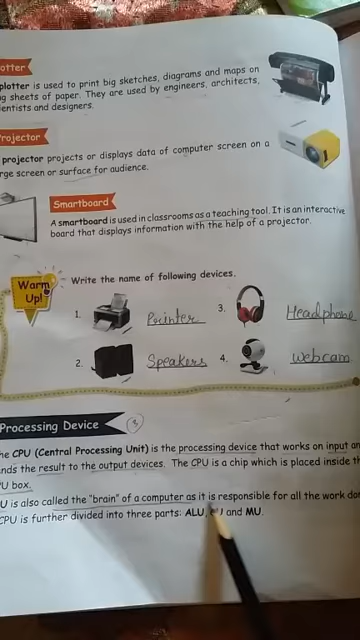 otter
plotter is used to print big sketches, diagrams and maps on
g sheets of paper. They are used by engineers, architects,
entists and designers.
Projector
projector projects or displays data of computer screen on a
rge screen or surface for audience.
Smartboard
A smartboard is used in classrooms as a teaching tool. It is an interactive
board that displays information with the help of a projector.
Warm Up!
Write the name of following devices.
1. Printer 3. Headphone
2. Speakers 4. webcam
Processing Device 3
he CPU (Central Processing Unit) is the processing device that works on input an
nds the result to the output devices. The CPU is a chip which is placed inside th
U box.
U is also called the "brain" of a computer as it is responsible for all the work don
CPU is further divided into three parts: ALU, U and MU.